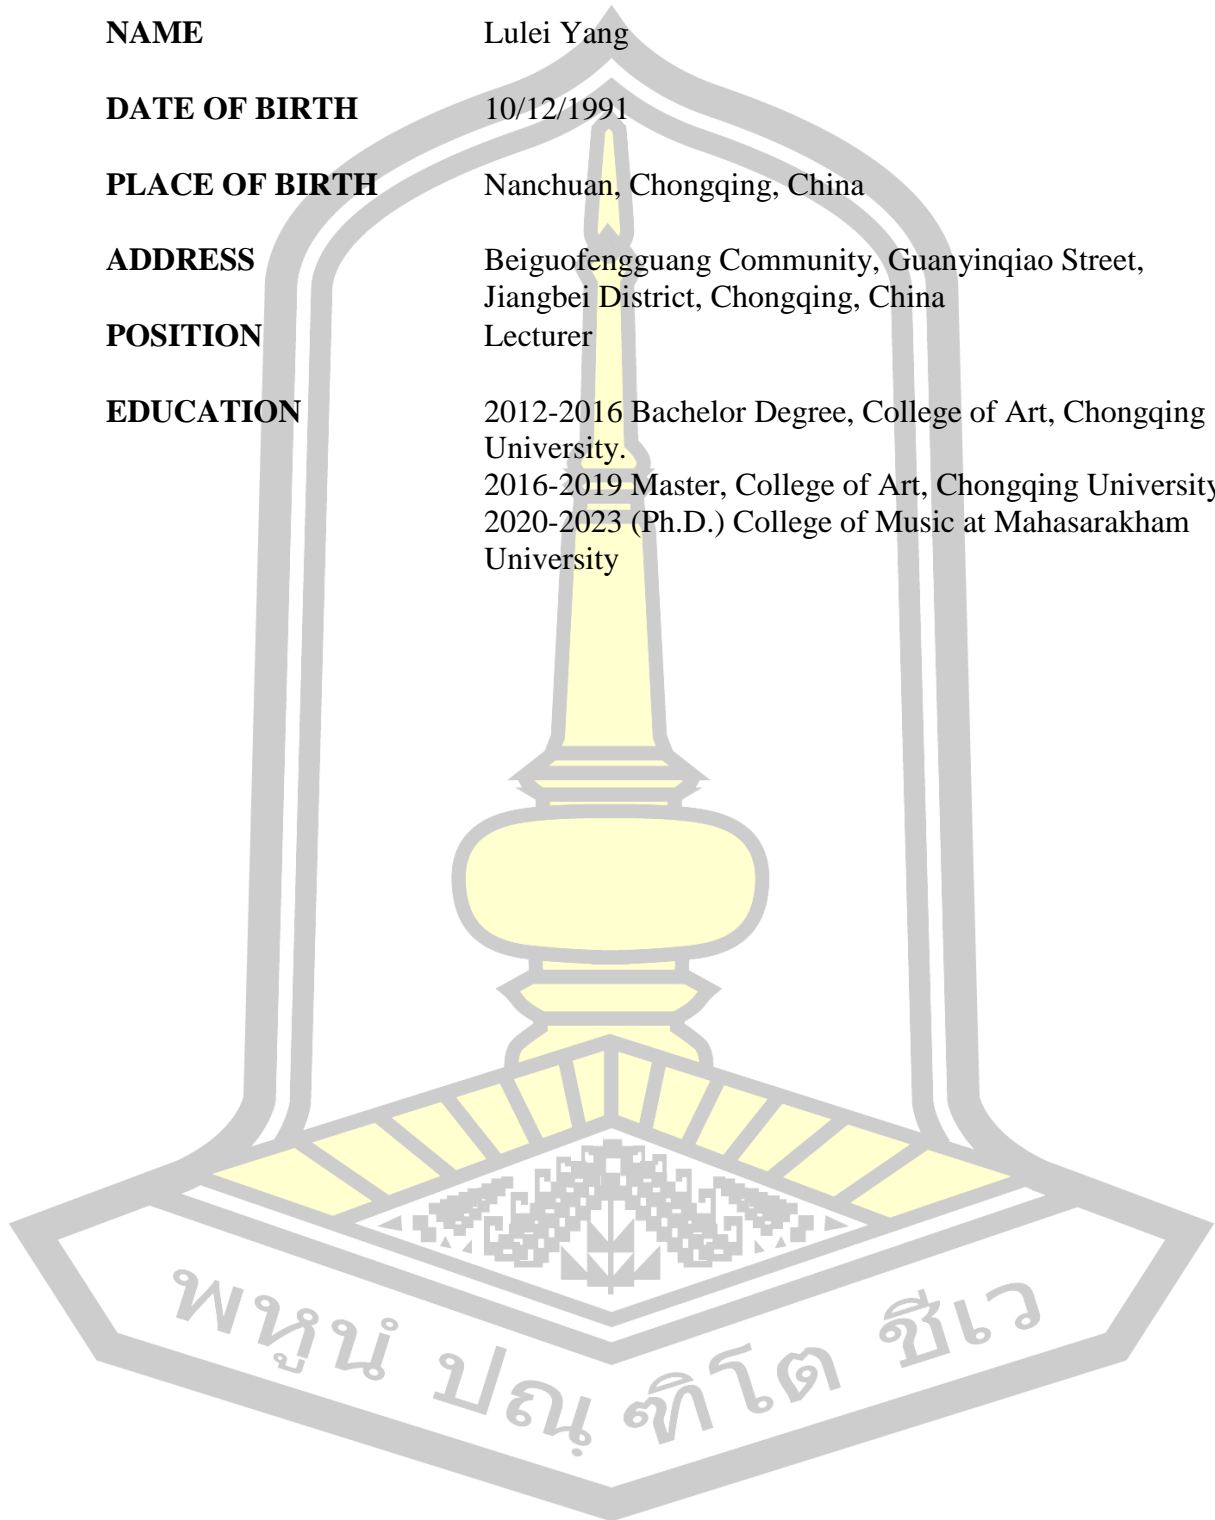 NAME Lulei Yang
DATE OF BIRTH 10/12/1991
PLACE OF BIRTH Nanchuan, Chongqing, China
ADDRESS Beiguofengguang Community, Guanyinqiao Street,
Jiangbei District, Chongqing, China
POSITION Lecturer
EDUCATION 2012-2016 Bachelor Degree, College of Art, Chongqing
University.
2016-2019 Master, College of Art, Chongqing University
2020-2023 (Ph.D.) College of Music at Mahasarakham
University
พหูนํ ปณฺฑิโต ชีเว